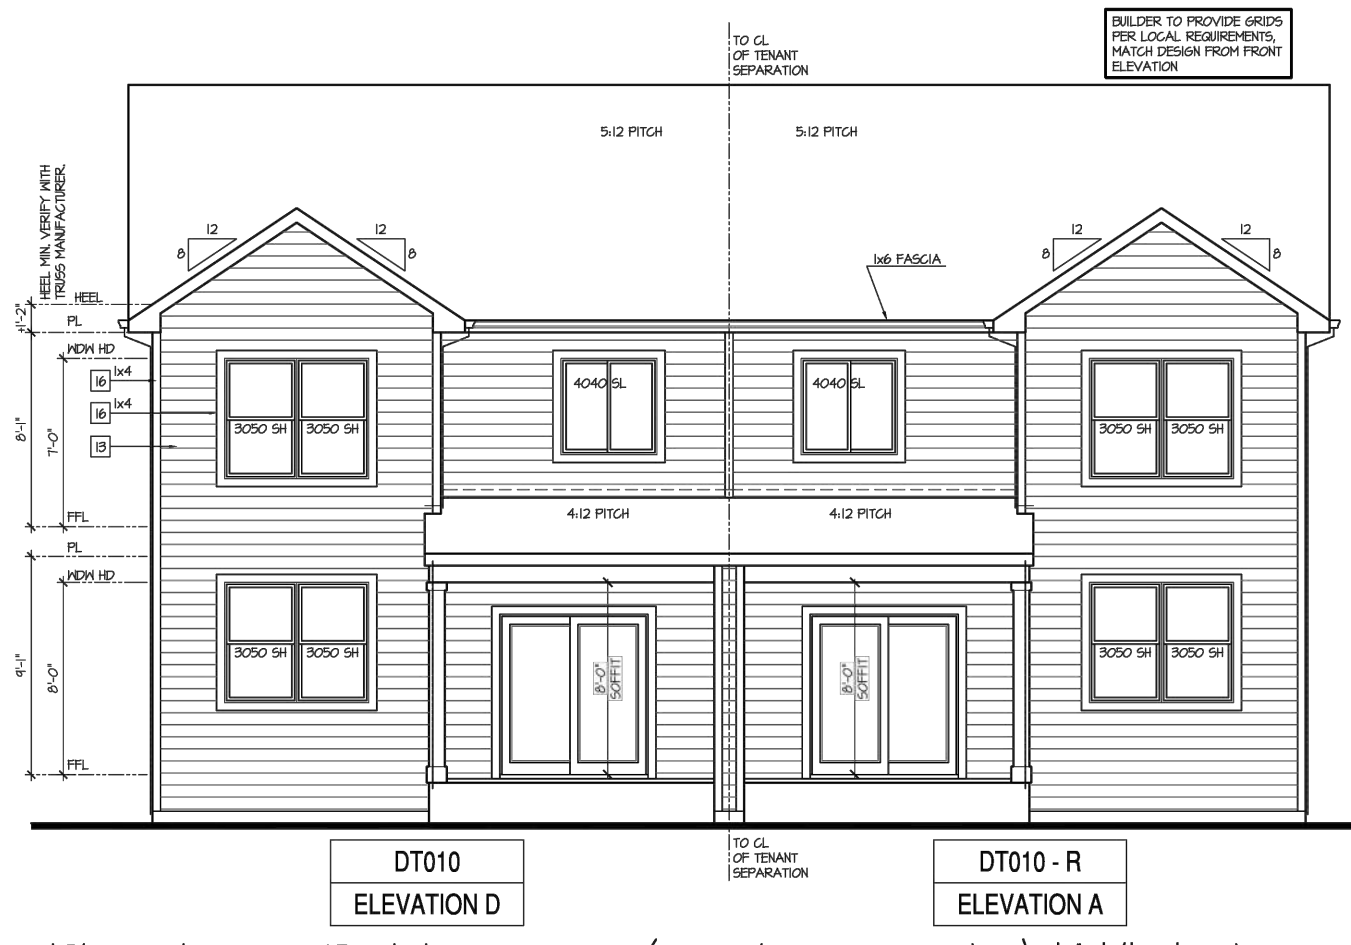 BUILDER TO PROVIDE GRIDS
PER LOCAL REQUIREMENTS,
MATCH DESIGN FROM FRONT
ELEVATION
TO CL
OF TENANT
SEPARATION
5:12 PITCH
5:12 PITCH
HEEL MIN. VERIFY WITH
TRUSS MANUFACTURER.
12
8
12
8
12
8
12
8
1x6 FASCIA
HEEL
±1'-2"
PL
WDW HD
1x4
16
1x4
16
13
8'-1"
7'-0"
4040 SL
4040 SL
3050 SH
3050 SH
3050 SH
3050 SH
FFL
4:12 PITCH
4:12 PITCH
PL
WDW HD
9'-1"
8'-0"
3050 SH
3050 SH
8'-0"
SOFFIT
8'-0"
SOFFIT
3050 SH
3050 SH
FFL
TO CL
OF TENANT
SEPARATION
DT010
ELEVATION D
DT010 - R
ELEVATION A